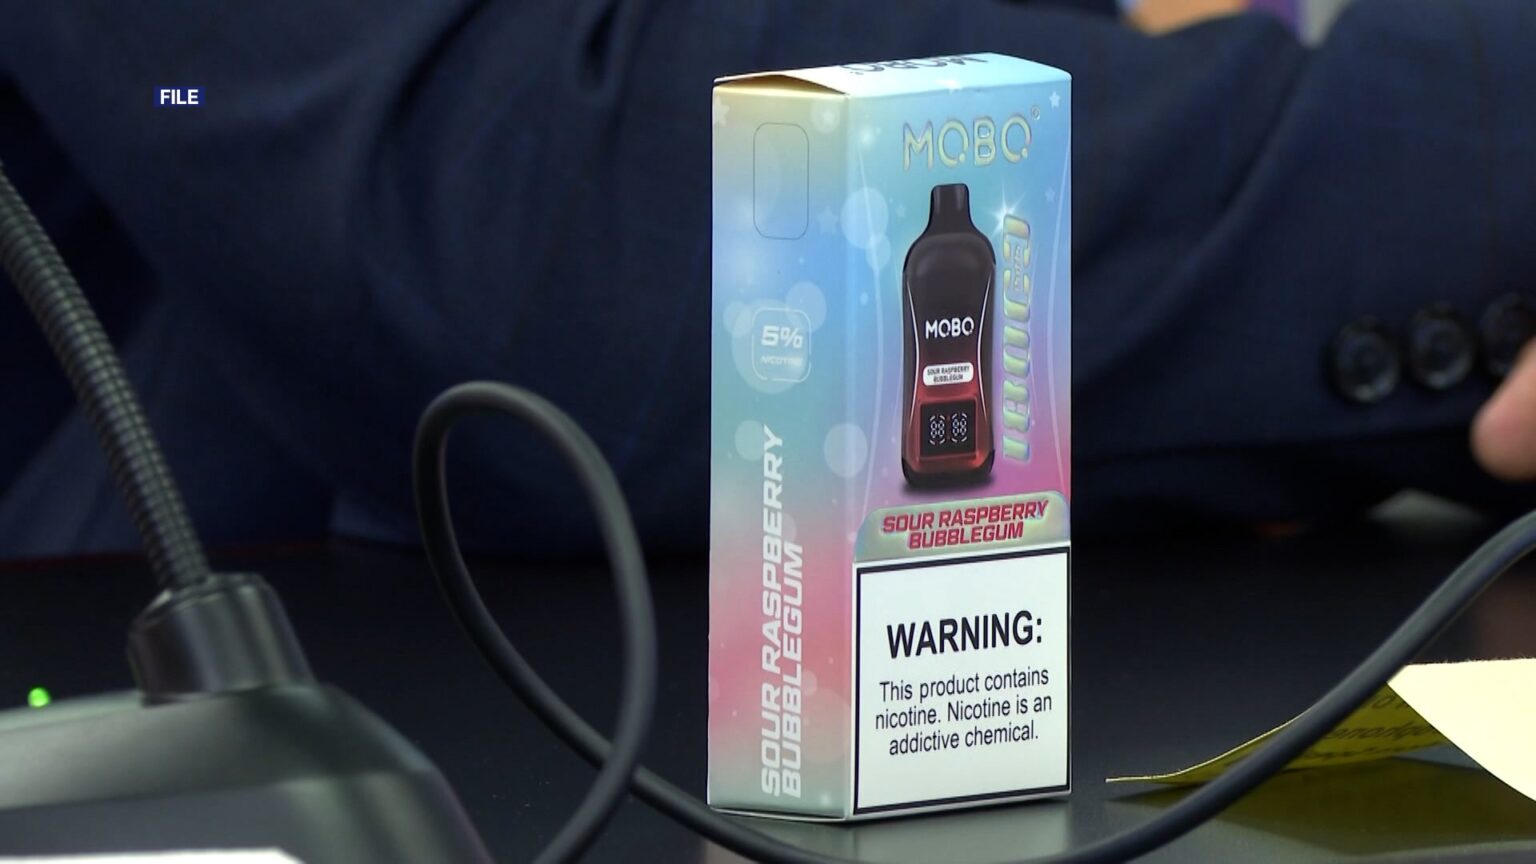 FILE
MOBO
MOBO®
MOBO
SOUR RASPBERRY
BUBBLEGUM
5%
NICOTINE
SOUR RASPBERRY
BUBBLEGUM
SOUR RASPBERRY
BUBBLEGUM
WARNING:
This product contains
nicotine. Nicotine is an
addictive chemical.